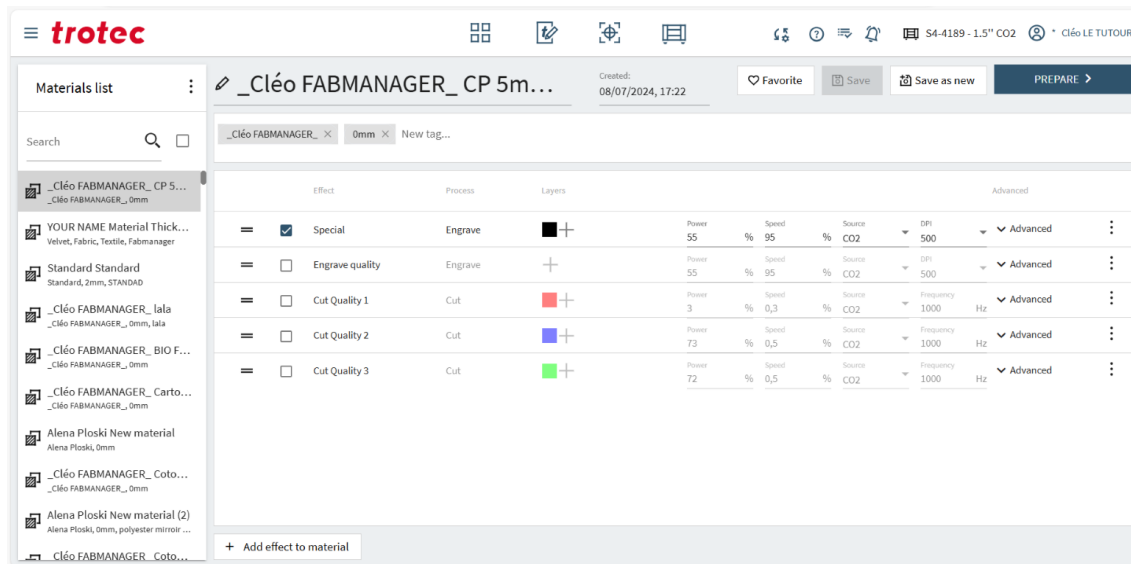 trotec
S4-4189 - 1.5" CO2
Cléo LE TUTOUR
Materials list
_Cléo FABMANAGER_ CP 5m...
Created:
08/07/2024, 17:22
Favorite
Save
Save as new
PREPARE
Search
_Cléo FABMANAGER_
0mm
New tag...
_Cléo FABMANAGER_ CP 5...
_Cléo FABMANAGER_, 0mm
YOUR NAME Material Thick...
Velvet, Fabric, Textile, Fabmanager
Standard Standard
Standard, 2mm, STANDAD
_Cléo FABMANAGER_ lala
_Cléo FABMANAGER_, 0mm, lala
_Cléo FABMANAGER_ BIO F...
_Cléo FABMANAGER_, 0mm
_Cléo FABMANAGER_ Carto...
_Cléo FABMANAGER_, 0mm
Alena Ploski New material
Alena Ploski, 0mm
_Cléo FABMANAGER_ Coto...
_Cléo FABMANAGER_, 0mm
Alena Ploski New material (2)
Alena Ploski, 0mm, polyester mirroir ...
_Cléo FABMANAGER_ Coto...
Effect Process Layers Advanced
Power Speed Source DPI
Special Engrave 55 % 95 % CO2 500 Advanced
Power Speed Source DPI
Engrave quality Engrave 55 % 95 % CO2 500 Advanced
Power Speed Source Frequency
Cut Quality 1 Cut 3 % 0,3 % CO2 1000 Hz Advanced
Power Speed Source Frequency
Cut Quality 2 Cut 73 % 0,5 % CO2 1000 Hz Advanced
Power Speed Source Frequency
Cut Quality 3 Cut 72 % 0,5 % CO2 1000 Hz Advanced
+ Add effect to material